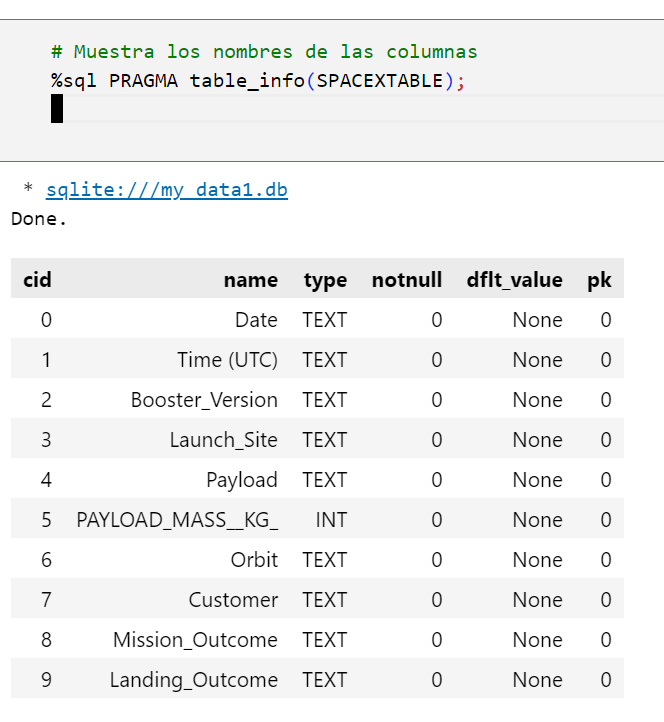 # Muestra los nombres de las columnas
%sql PRAGMA table_info(SPACEXTABLE);
* sqlite:///my_data1.db
Done.
cid name type notnull dflt_value pk
0 Date TEXT 0 None 0
1 Time (UTC) TEXT 0 None 0
2 Booster_Version TEXT 0 None 0
3 Launch_Site TEXT 0 None 0
4 Payload TEXT 0 None 0
5 PAYLOAD_MASS__KG_ INT 0 None 0
6 Orbit TEXT 0 None 0
7 Customer TEXT 0 None 0
8 Mission_Outcome TEXT 0 None 0
9 Landing_Outcome TEXT 0 None 0